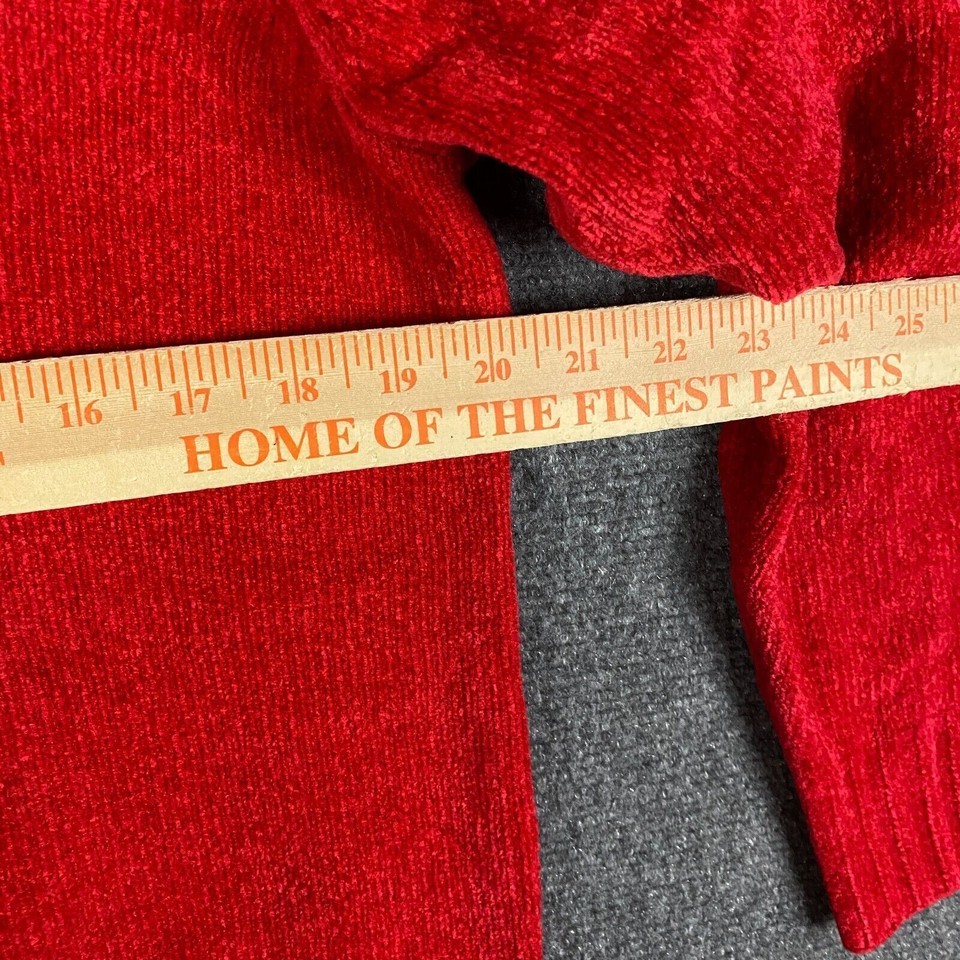 16 17 18 19 20 21 22 23 24 25
HOME OF THE FINEST PAINTS